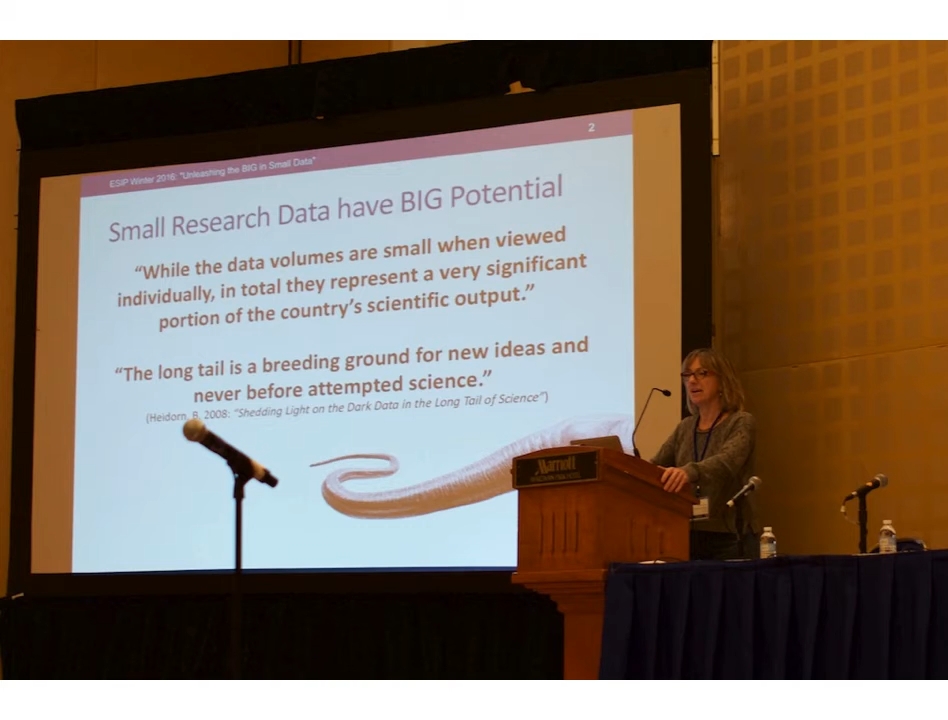 2
ESIP Winter 2016: "Unleashing the BIG in Small Data"
Small Research Data have BIG Potential
“While the data volumes are small when viewed
individually, in total they represent a very significant
portion of the country’s scientific output.”
“The long tail is a breeding ground for new ideas and
never before attempted science.”
(Heidorn, B. 2008: “Shedding Light on the Dark Data in the Long Tail of Science”)
Marriott